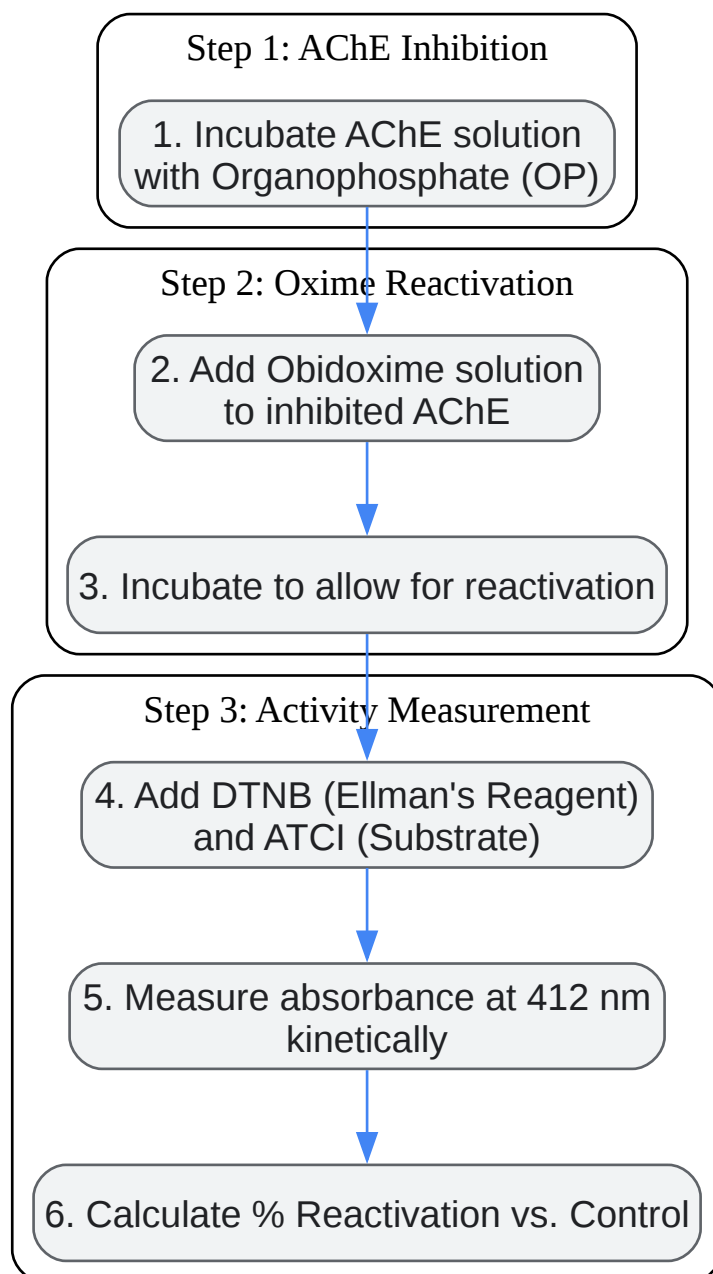 Step 1: AChE Inhibition
1. Incubate AChE solution
with Organophosphate (OP)
Step 2: Oxime Reactivation
2. Add Obidoxime solution
to inhibited AChE
3. Incubate to allow for reactivation
Step 3: Activity Measurement
4. Add DTNB (Ellman's Reagent)
and ATCI (Substrate)
5. Measure absorbance at 412 nm
kinetically
6. Calculate % Reactivation vs. Control